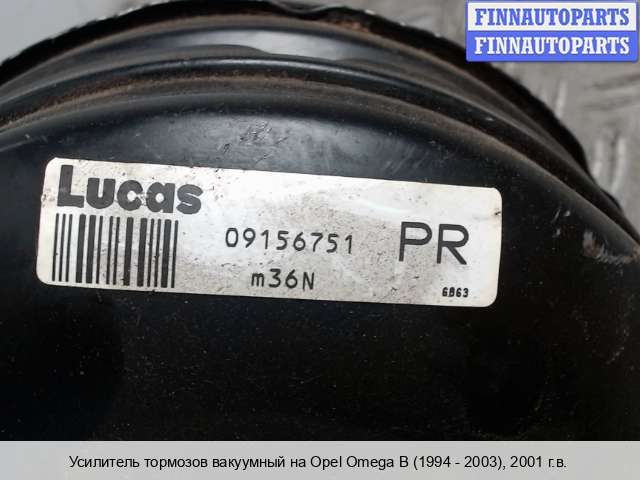 FINNAUTOPARTS
FINNAUTOPARTS
Lucas
09156751 PR
m36N
6B63
Усилитель тормозов вакуумный на Opel Omega B (1994 - 2003), 2001 г.в.